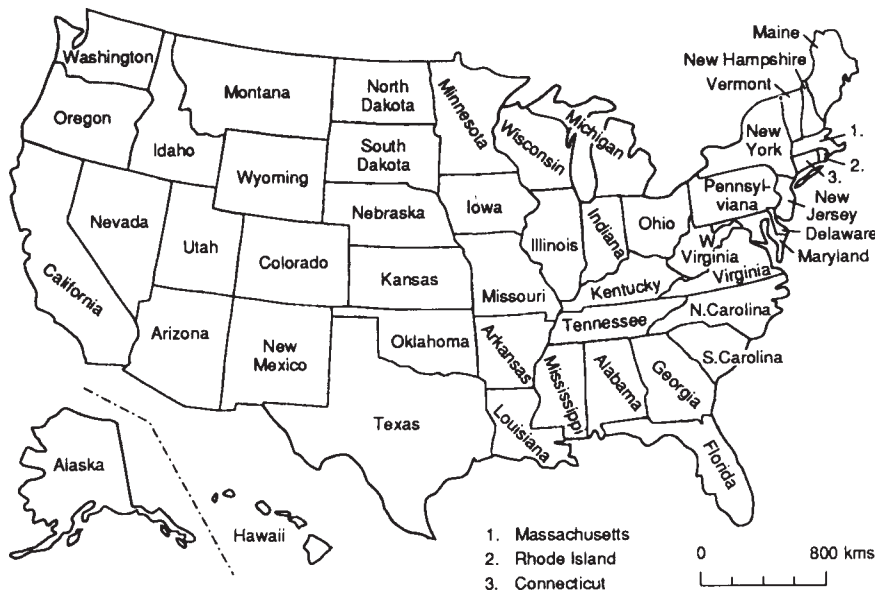 Washington
Oregon
Idaho
Montana
North
Dakota
South
Dakota
Minnesota
Wisconsin
Michigan
Maine
New Hampshire
Vermont
New
York
1.
2.
3.
Wyoming
Nebraska
Iowa
Illinois
Indiana
Ohio
Pennsyl-
viana
New
Jersey
Delaware
Maryland
W
Virginia
Virginia
Nevada
Utah
Colorado
Kansas
Missouri
Kentucky
California
Arizona
New
Mexico
Oklahoma
Arkansas
Tennessee
N.Carolina
S.Carolina
Mississippi
Alabama
Georgia
Texas
Louisiana
Florida
Alaska
Hawaii
1. Massachusetts
2. Rhode Island
3. Connecticut
0 800 kms